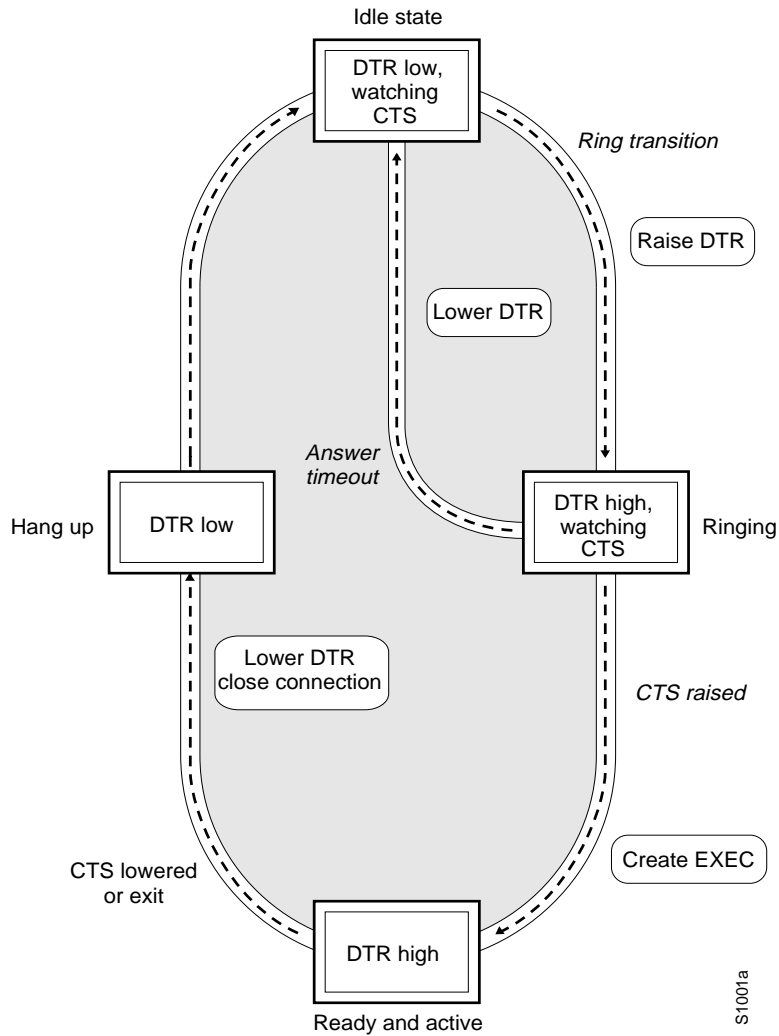 Idle state
DTR low,
watching
CTS
Ring transition
Raise DTR
Lower DTR
Answer
timeout
Hang up
DTR low
DTR high,
watching
CTS
Ringing
Lower DTR
close connection
CTS raised
CTS lowered
or exit
Create EXEC
DTR high
Ready and active
S1001a